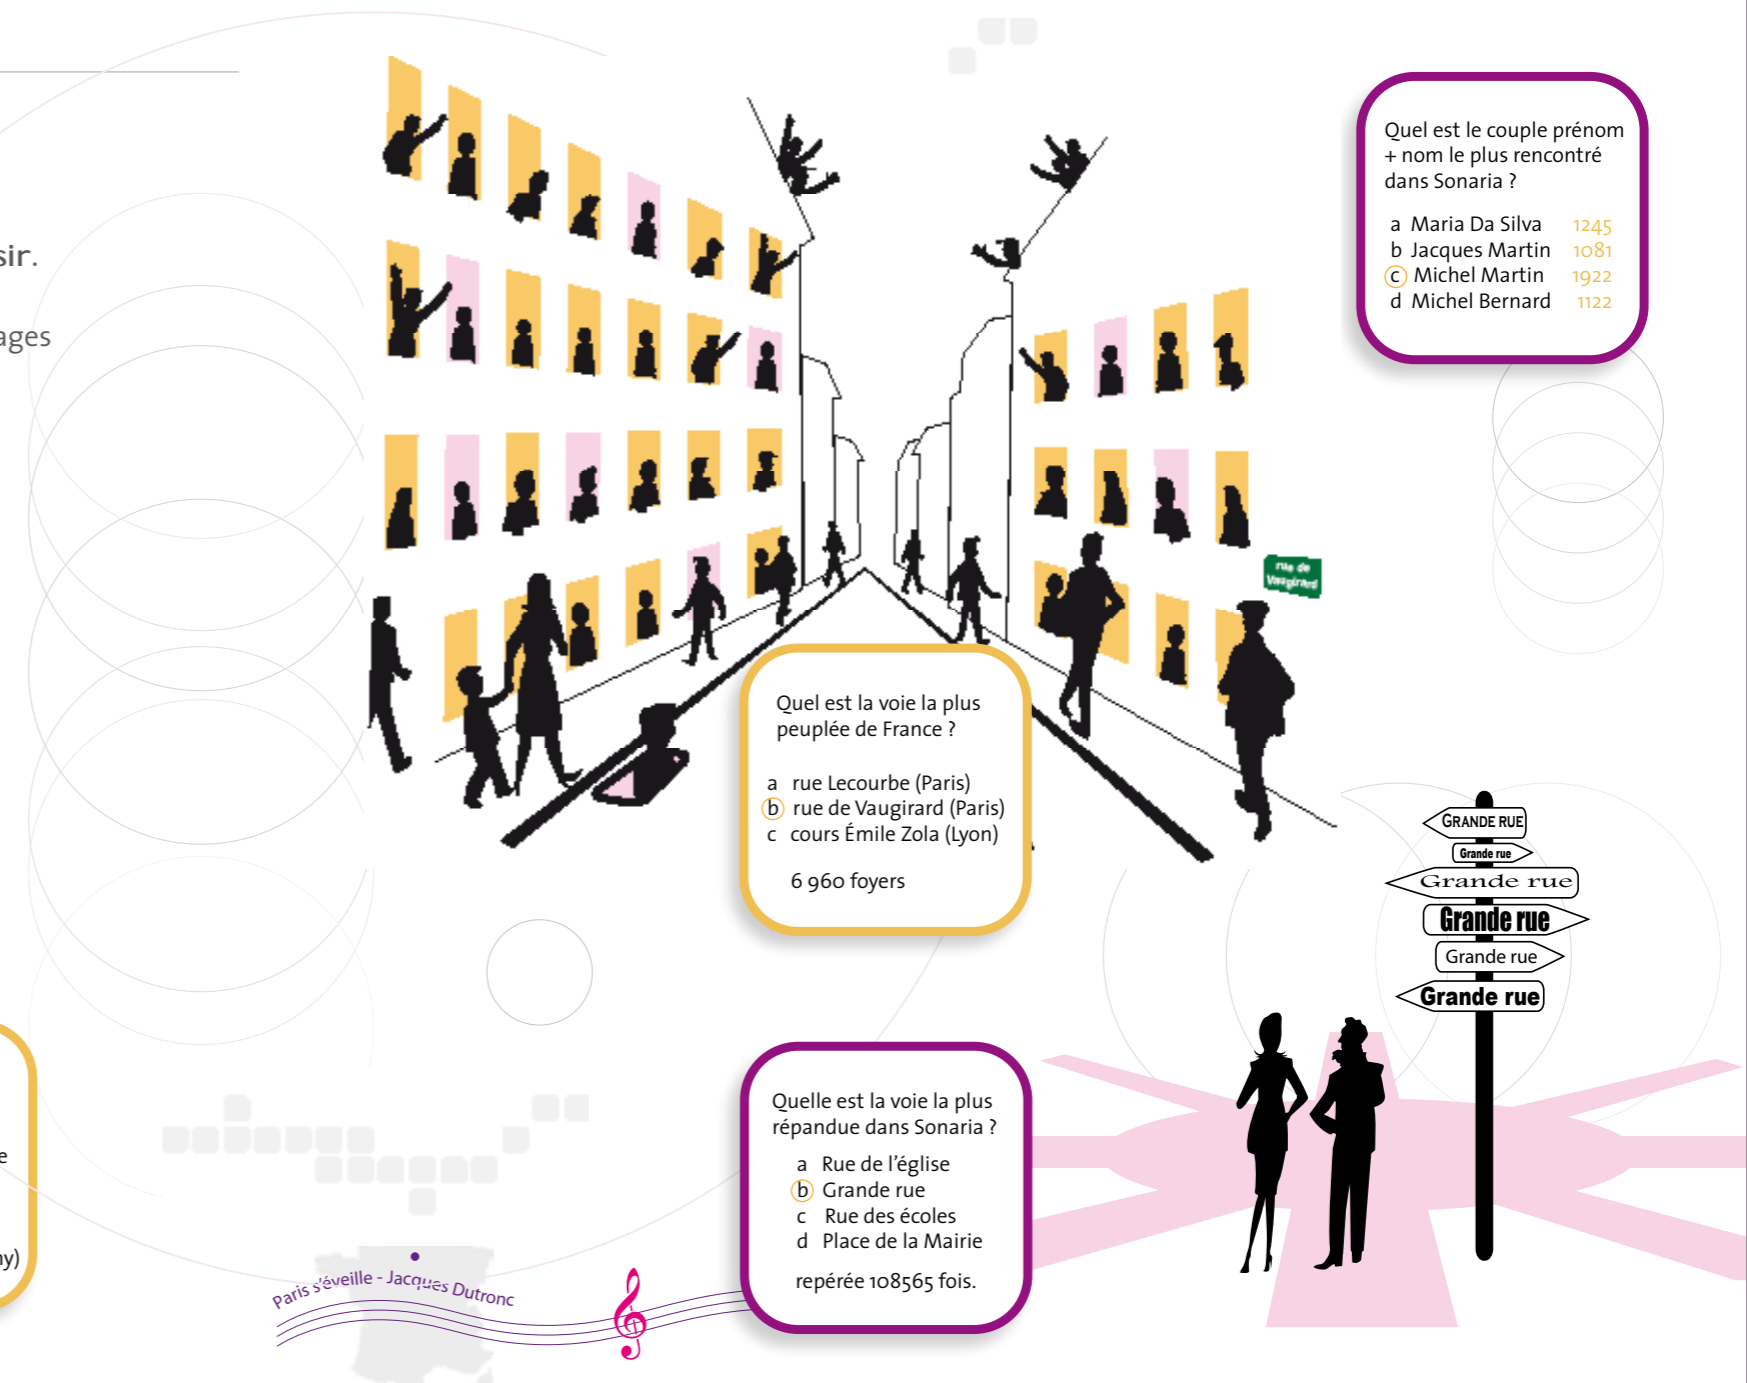 sir.
ages
Quel est le couple prénom
+ nom le plus rencontré
dans Sonaria ?
a Maria Da Silva 1245
b Jacques Martin 1081
c Michel Martin 1922
d Michel Bernard 1122
rue de
Vaugirard
Quel est la voie la plus
peuplée de France ?
a rue Lecourbe (Paris)
b rue de Vaugirard (Paris)
c cours Émile Zola (Lyon)
6 960 foyers
GRANDE RUE
Grande rue
Grande rue
Grande rue
Grande rue
Grande rue
e
ny)
Quelle est la voie la plus
répandue dans Sonaria ?
a Rue de l'église
b Grande rue
c Rue des écoles
d Place de la Mairie
repérée 108565 fois.
Paris s'éveille - Jacques Dutronc